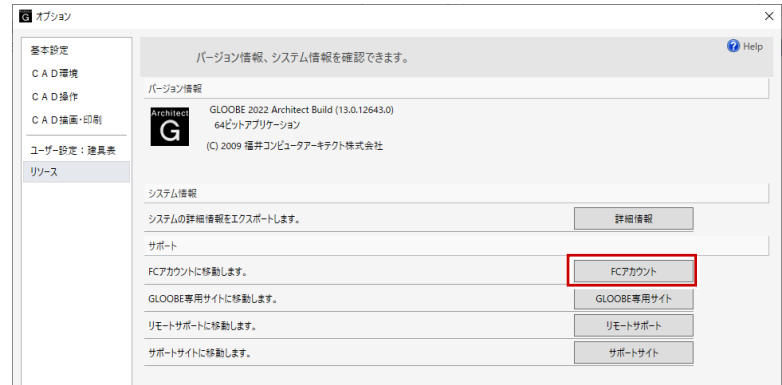 G オプション
基本設定
ＣＡＤ環境
ＣＡＤ操作
ＣＡＤ描画・印刷
ユーザー設定：建具表
リソース
バージョン情報、システム情報を確認できます。
? Help
バージョン情報
Architect
G
GLOOBE 2022 Architect Build (13.0.12643.0)
64ビットアプリケーション
(C) 2009 福井コンピュータアーキテクト株式会社
システム情報
システムの詳細情報をエクスポートします。 詳細情報
サポート
FCアカウントに移動します。 FCアカウント
GLOOBE専用サイトに移動します。 GLOOBE専用サイト
リモートサポートに移動します。 リモートサポート
サポートサイトに移動します。 サポートサイト